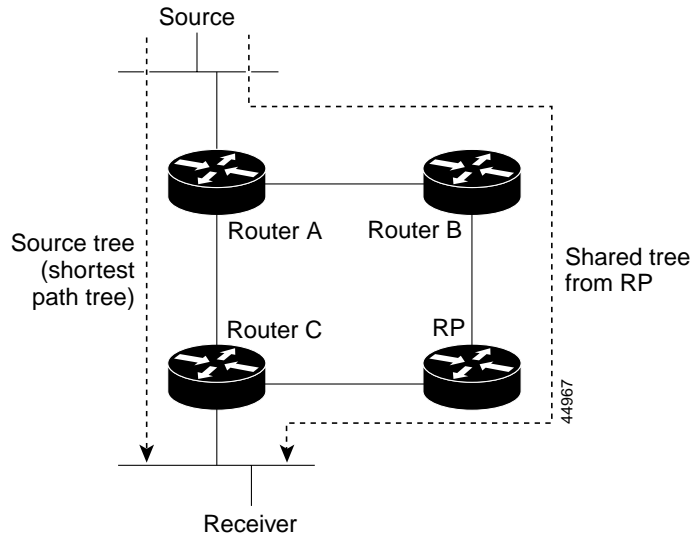 Source
Router A
Router B
Source tree
(shortest
path tree)
Shared tree
from RP
Router C
RP
44967
Receiver